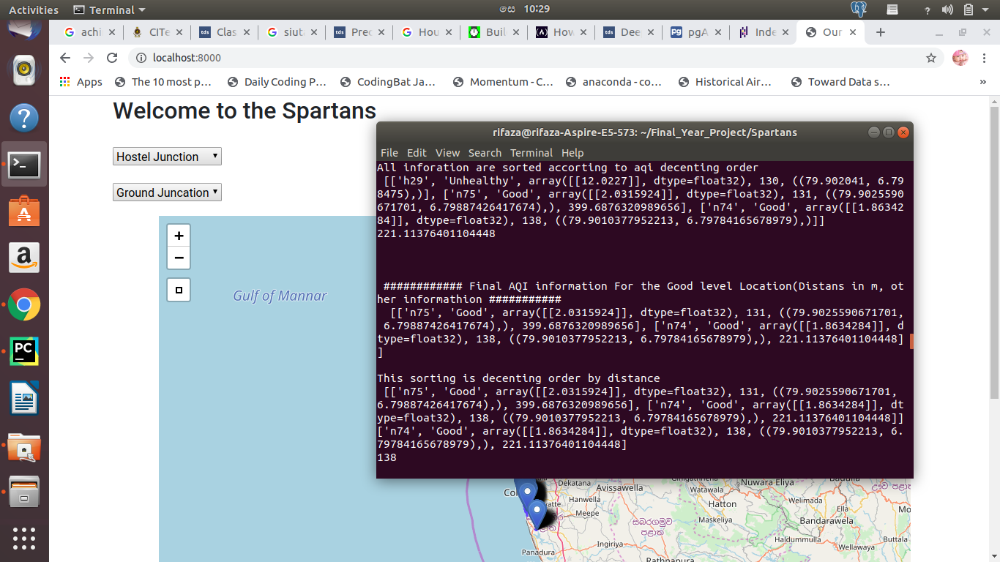 Activities
Terminal
සෙ 10:29
achi
CITe
Clas
siut
Prec
Hou
Buil
How
Dee
pgA
Inde
Our
localhost:8000
Apps
The 10 most p…
Daily Coding P…
CodingBat Ja…
Momentum - C…
anaconda - co…
Historical Air…
Toward Data s…
»
Welcome to the Spartans
Hostel Junction
Ground Juncation
+
−
Gulf of Mannar
rifaza@rifaza-Aspire-E5-573: ~/Final_Year_Project/Spartans
File Edit View Search Terminal Help
All inforation are sorted accorting to aqi decenting order
[['h29', 'Unhealthy', array([[12.0227]], dtype=float32), 130, ((79.902041, 6.79
8475),)], ['n75', 'Good', array([[2.0315924]], dtype=float32), 131, ((79.9025590
671701, 6.79887426417674),), 399.6876320989656], ['n74', 'Good', array([[1.86342
84]], dtype=float32), 138, ((79.9010377952213, 6.79784165678979),)]]
221.11376401104448
############ Final AQI information For the Good level Location(Distans in m, ot
her informathion ###########
[['n75', 'Good', array([[2.0315924]], dtype=float32), 131, ((79.9025590671701,
6.79887426417674),), 399.6876320989656], ['n74', 'Good', array([[1.8634284]], d
type=float32), 138, ((79.9010377952213, 6.79784165678979),), 221.11376401104448]
]
This sorting is decenting order by distance
[['n75', 'Good', array([[2.0315924]], dtype=float32), 131, ((79.9025590671701,
6.79887426417674),), 399.6876320989656], ['n74', 'Good', array([[1.8634284]], dt
ype=float32), 138, ((79.9010377952213, 6.79784165678979),), 221.11376401104448]]
['n74', 'Good', array([[1.8634284]], dtype=float32), 138, ((79.9010377952213, 6.
79784165678979),), 221.11376401104448]
138
Dekatana
Avissawella
Nuwara Eliya
Hanwella
Hatton
Welimada
Ella
Meepe
Maskeliya
Bandarawela
සබරගමුව
පළාත
Ingiriya
Haldummulla
Buttala
Wellawaya
Panadura
Ratnapura